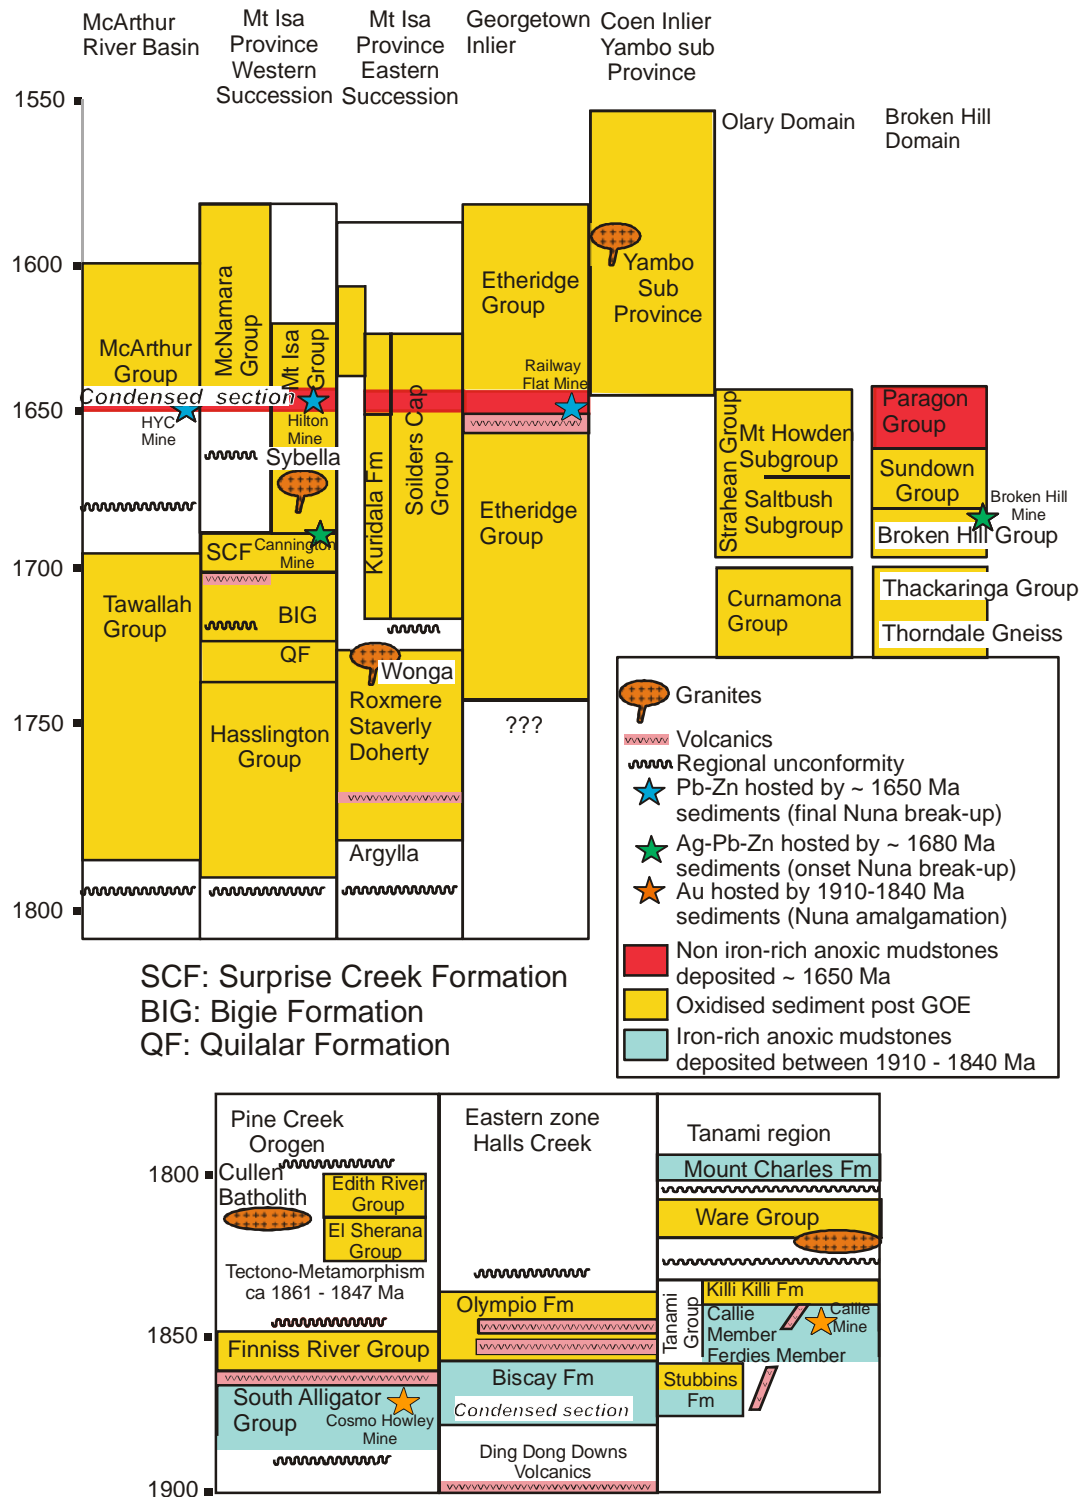 McArthur
River Basin
Mt Isa
Province
Western
Succession
Mt Isa
Province
Eastern
Succession
Georgetown
Inlier
Coen Inlier
Yambo sub
Province
Olary Domain
Broken Hill
Domain
1550
1600
1650
1700
1750
1800
McArthur
Group
Condensed section
HYC
Mine
Tawallah
Group
McNamara
Group
Mt Isa
Group
Hilton
Mine
Sybella
SCF
Cannington
Mine
BIG
QF
Hasslington
Group
Kuridala Fm
Soilders Cap
Group
Wonga
Roxmere
Staverly
Doherty
Argylla
Etheridge
Group
Railway
Flat Mine
Etheridge
Group
???
Yambo
Sub
Province
Strahean Group
Mt Howden
Subgroup
Saltbush
Subgroup
Curnamona
Group
Paragon
Group
Sundown
Group
Broken Hill
Mine
Broken Hill Group
Thackaringa Group
Thorndale Gneiss
Granites
Volcanics
Regional unconformity
Pb-Zn hosted by ~ 1650 Ma
sediments (final Nuna break-up)
Ag-Pb-Zn hosted by ~ 1680 Ma
sediments (onset Nuna break-up)
Au hosted by 1910-1840 Ma
sediments (Nuna amalgamation)
Non iron-rich anoxic mudstones
deposited ~ 1650 Ma
Oxidised sediment post GOE
Iron-rich anoxic mudstones
deposited between 1910 - 1840 Ma
SCF: Surprise Creek Formation
BIG: Bigie Formation
QF: Quilalar Formation
1800
1850
1900
Pine Creek
Orogen
Cullen
Batholith
Edith River
Group
El Sherana
Group
Tectono-Metamorphism
ca 1861 - 1847 Ma
Finniss River Group
South Alligator
Group
Cosmo Howley
Mine
Eastern zone
Halls Creek
Olympio Fm
Biscay Fm
Condensed section
Ding Dong Downs
Volcanics
Tanami region
Mount Charles Fm
Ware Group
Tanami
Group
Killi Killi Fm
Callie
Member
Callie
Mine
Ferdies Member
Stubbins
Fm